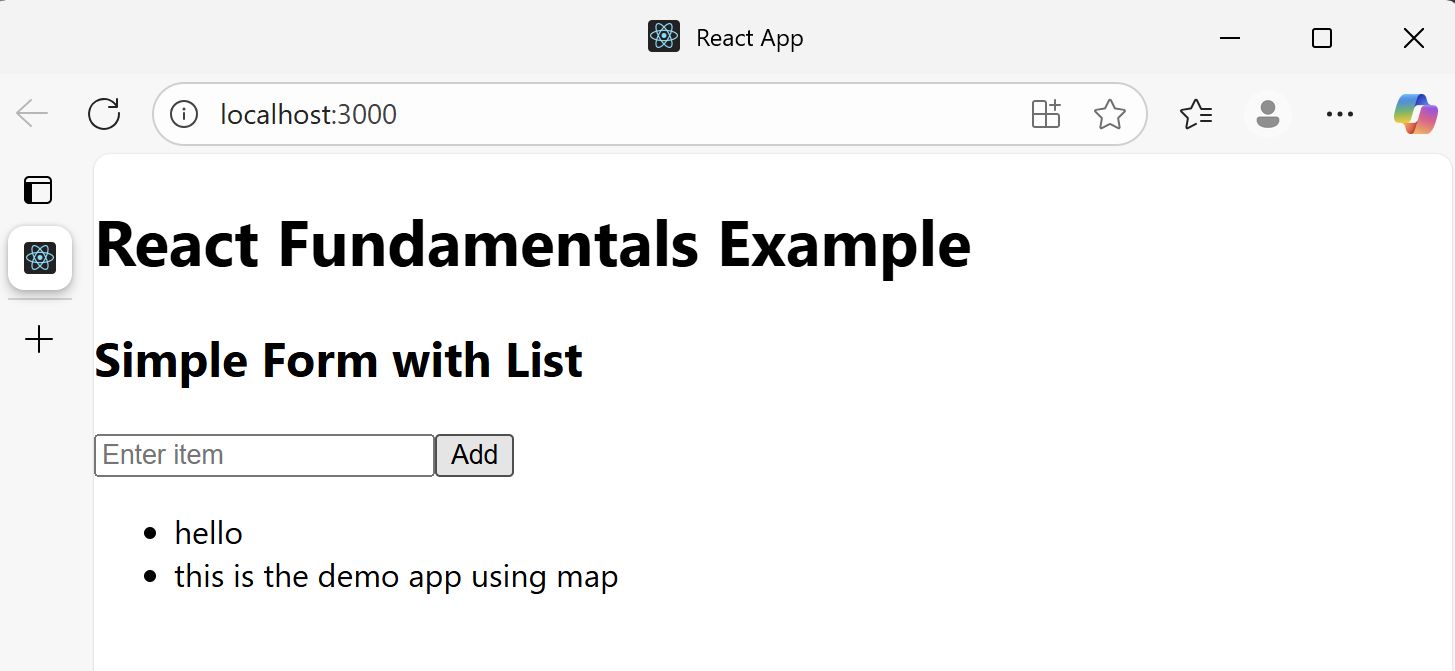 React App
localhost:3000
React Fundamentals Example
Simple Form with List
Enter item Add
hello
this is the demo app using map